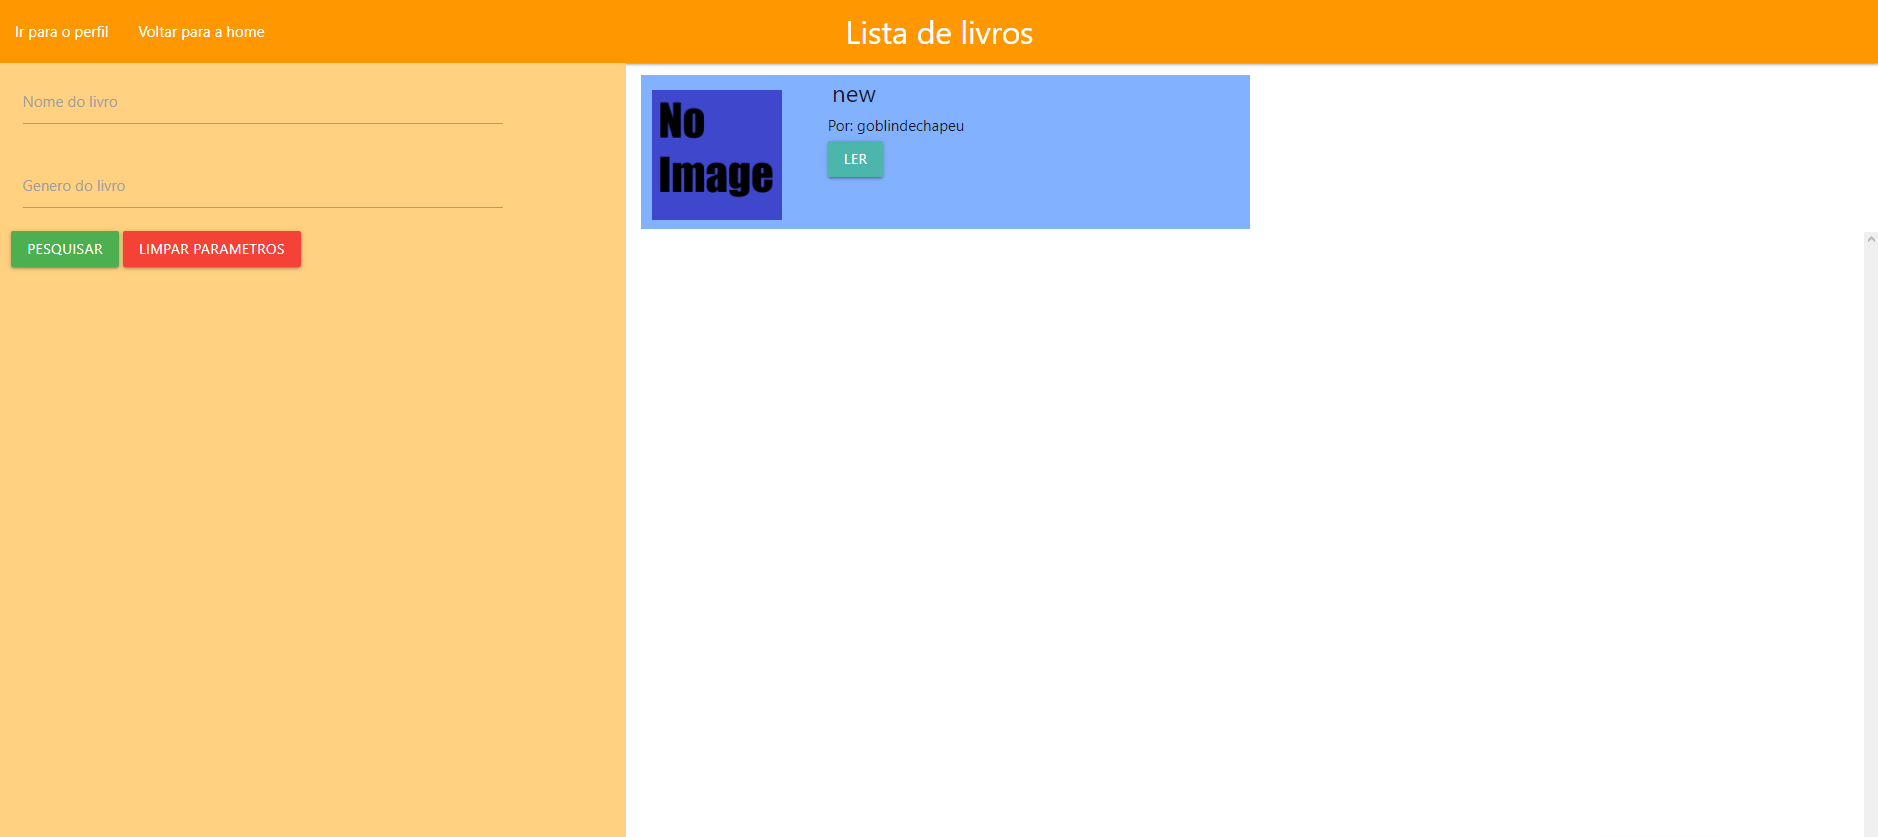 Ir para o perfil
Voltar para a home
Lista de livros
Nome do livro
Genero do livro
PESQUISAR
LIMPAR PARAMETROS
No
Image
new
Por: goblindechapeu
LER